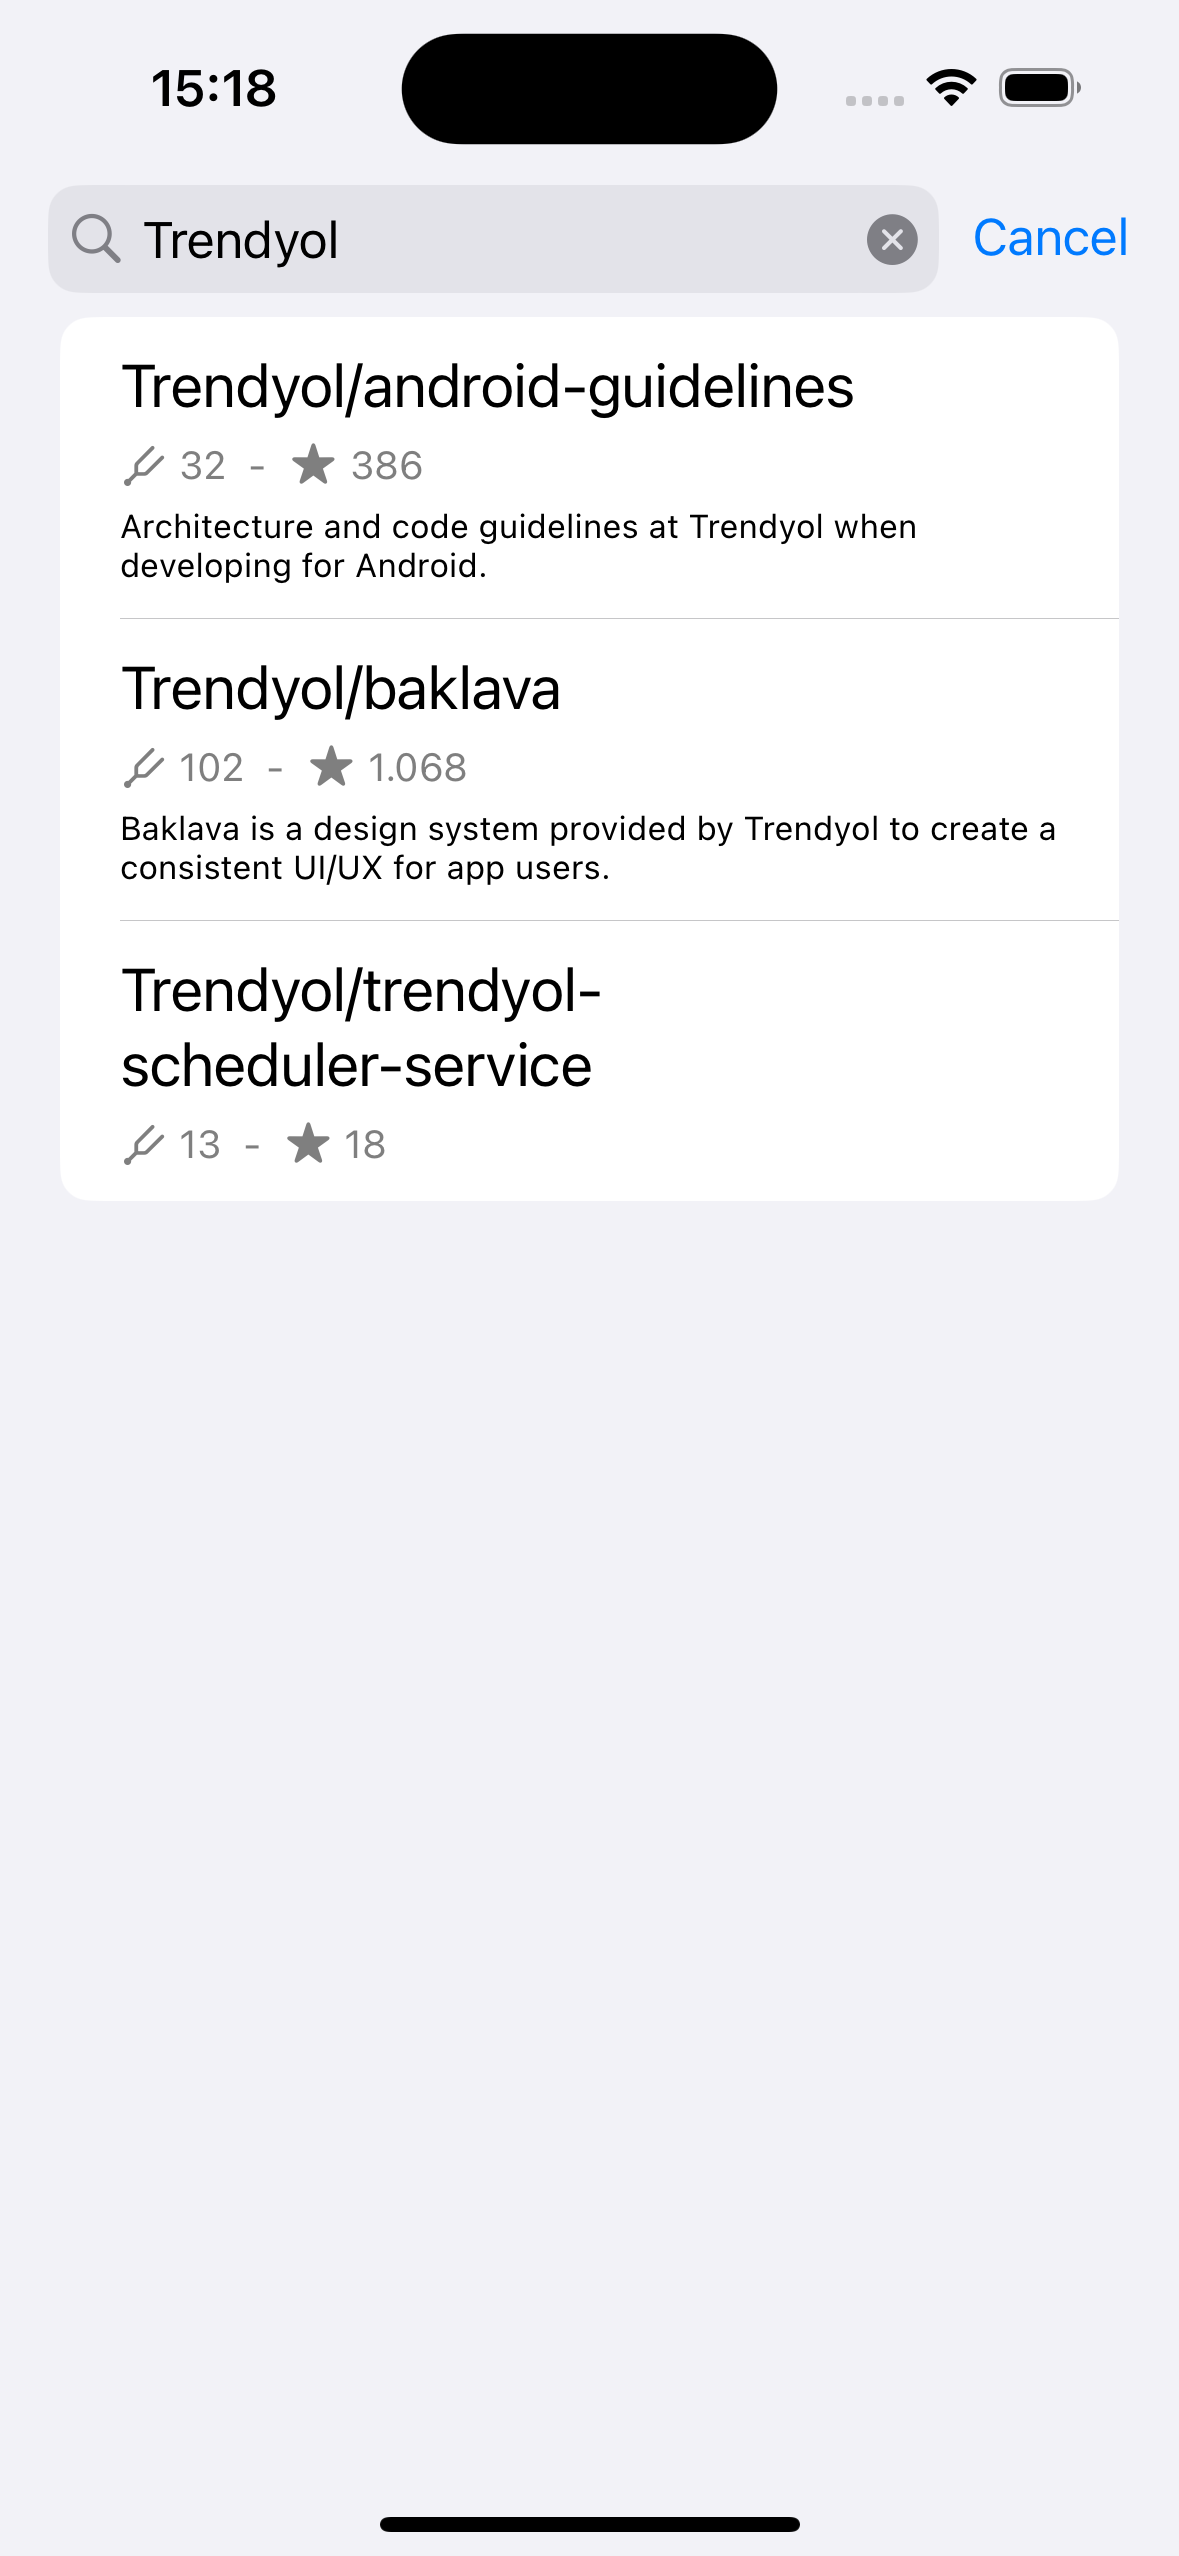 15:18
Trendyol
Cancel
Trendyol/android-guidelines
32 - 386
Architecture and code guidelines at Trendyol when
developing for Android.
Trendyol/baklava
102 - 1.068
Baklava is a design system provided by Trendyol to create a
consistent UI/UX for app users.
Trendyol/trendyol-
scheduler-service
13 - 18